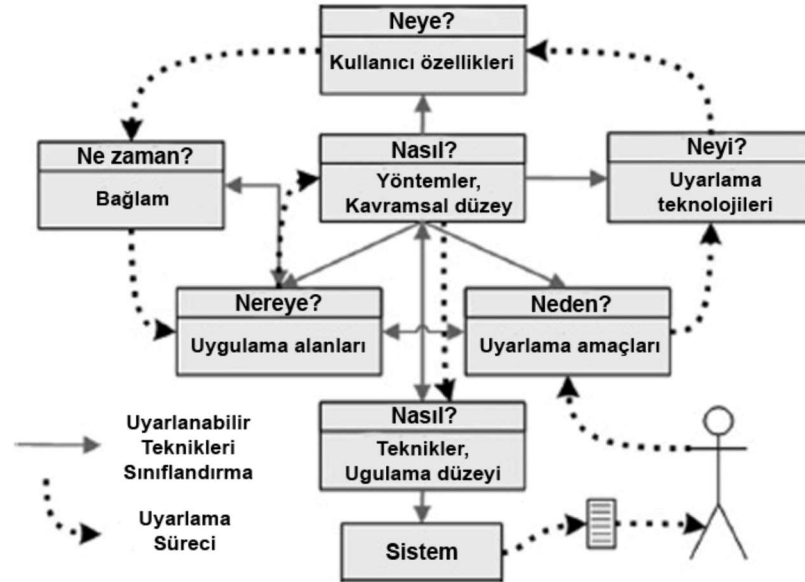 Neye?
Kullanıcı özellikleri
Ne zaman?
Bağlam
Nasıl?
Yöntemler,
Kavramsal düzey
Neyi?
Uyarlama
teknolojileri
Nereye?
Uygulama alanları
Neden?
Uyarlama amaçları
Nasıl?
Teknikler,
Ugulama düzeyi
Sistem
Uyarlanabilir
Teknikleri
Sınıflandırma
Uyarlama
Süreci